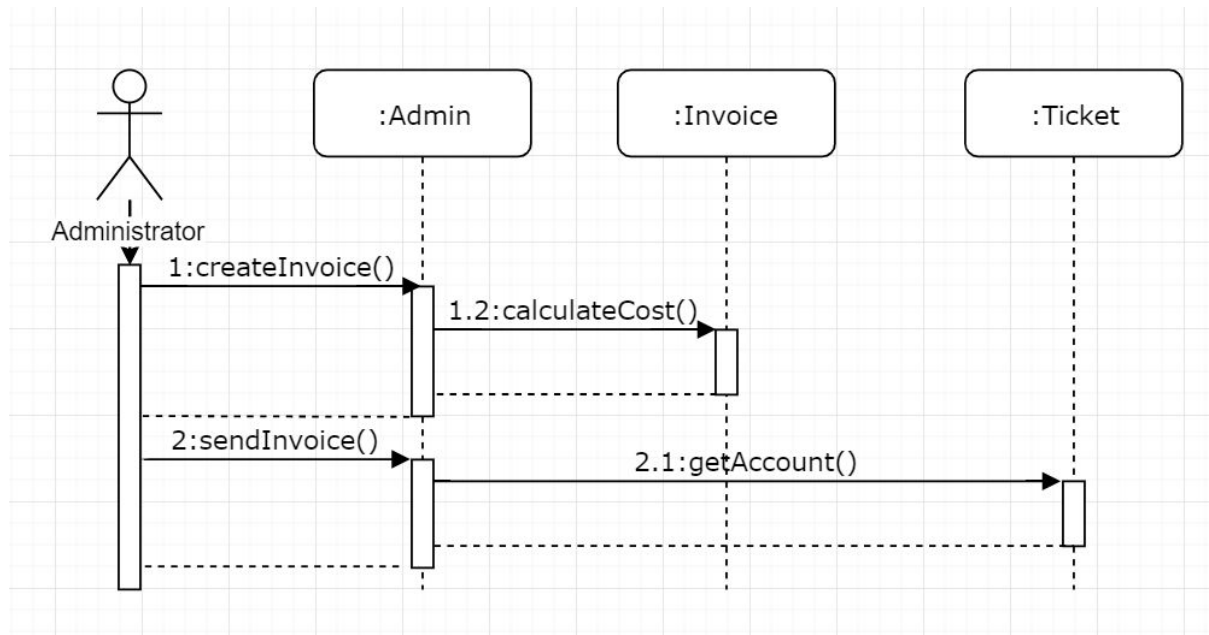 :Admin
:Invoice
:Ticket
Administrator
1:createInvoice()
1.2:calculateCost()
2:sendInvoice()
2.1:getAccount()